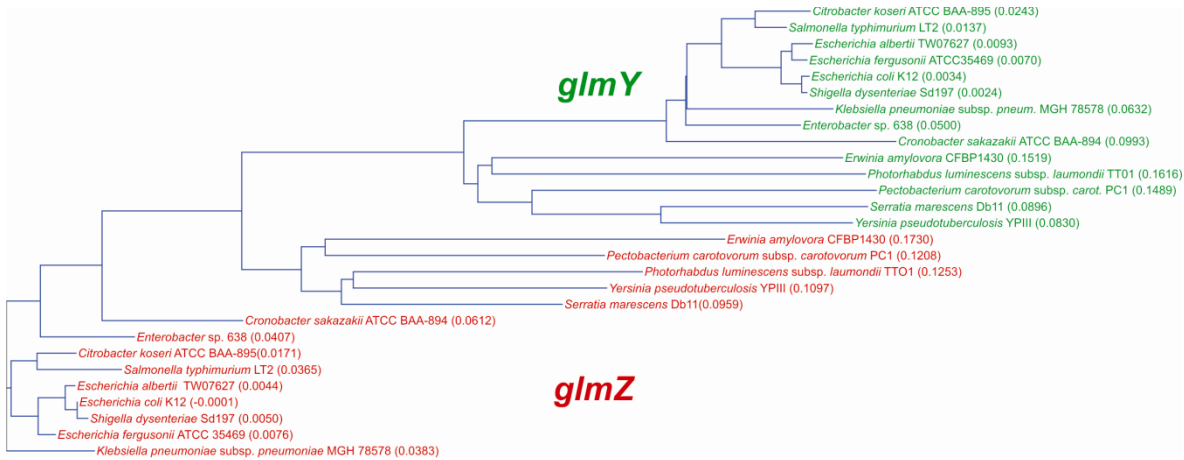 Citrobacter koseri ATCC BAA-895 (0.0243)
Salmonella typhimurium LT2 (0.0137)
Escherichia albertii TW07627 (0.0093)
Escherichia fergusonii ATCC35469 (0.0070)
glmY
Escherichia coli K12 (0.0034)
Shigella dysenteriae Sd197 (0.0024)
Klebsiella pneumoniae subsp. pneum. MGH 78578 (0.0632)
Enterobacter sp. 638 (0.0500)
Cronobacter sakazakii ATCC BAA-894 (0.0993)
Erwinia amylovora CFBP1430 (0.1519)
Photorhabdus luminescens subsp. laumondii TT01 (0.1616)
Pectobacterium carotovorum subsp. carot. PC1 (0.1489)
Serratia marescens Db11 (0.0896)
Yersinia pseudotuberculosis YPIII (0.0830)
Erwinia amylovora CFBP1430 (0.1730)
Pectobacterium carotovorum subsp. carotovorum PC1 (0.1208)
Photorhabdus luminescens subsp. laumondii TTO1 (0.1253)
Yersinia pseudotuberculosis YPIII (0.1097)
Serratia marescens Db11(0.0959)
Cronobacter sakazakii ATCC BAA-894 (0.0612)
Enterobacter sp. 638 (0.0407)
Citrobacter koseri ATCC BAA-895(0.0171)
Salmonella typhimurium LT2 (0.0365)
Escherichia albertii TW07627 (0.0044)
glmZ
Escherichia coli K12 (-0.0001)
Shigella dysenteriae Sd197 (0.0050)
Escherichia fergusonii ATCC 35469 (0.0076)
Klebsiella pneumoniae subsp. pneumoniae MGH 78578 (0.0383)